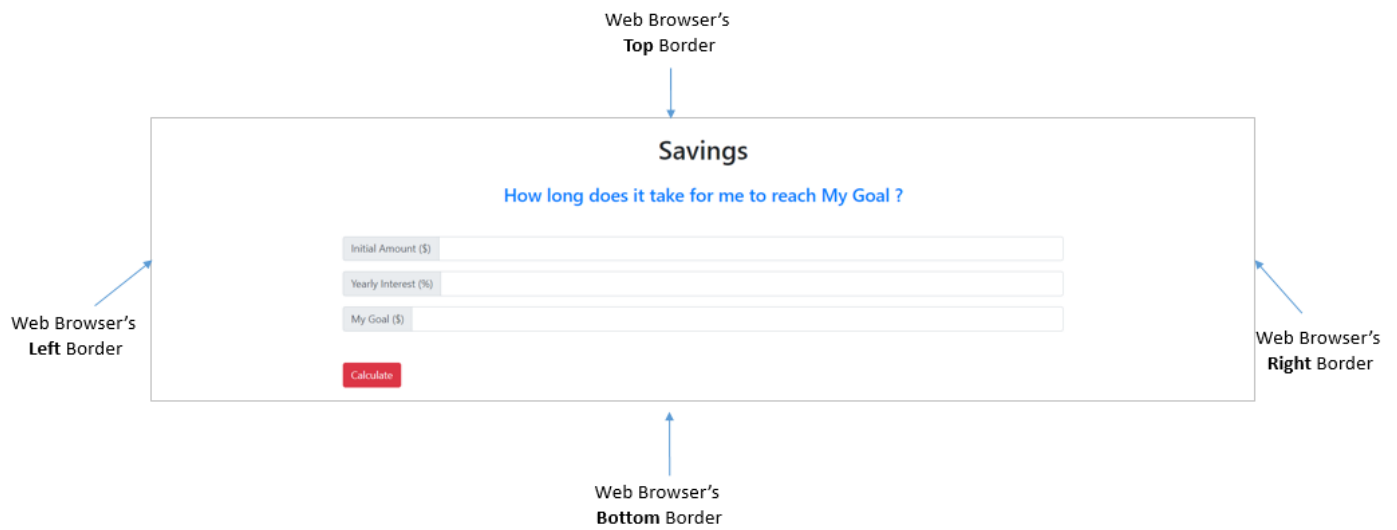 Web Browser's
Top Border
Savings
How long does it take for me to reach My Goal ?
Initial Amount ($)
Yearly Interest (%)
My Goal ($)
Calculate
Web Browser's
Left Border
Web Browser's
Right Border
Web Browser's
Bottom Border